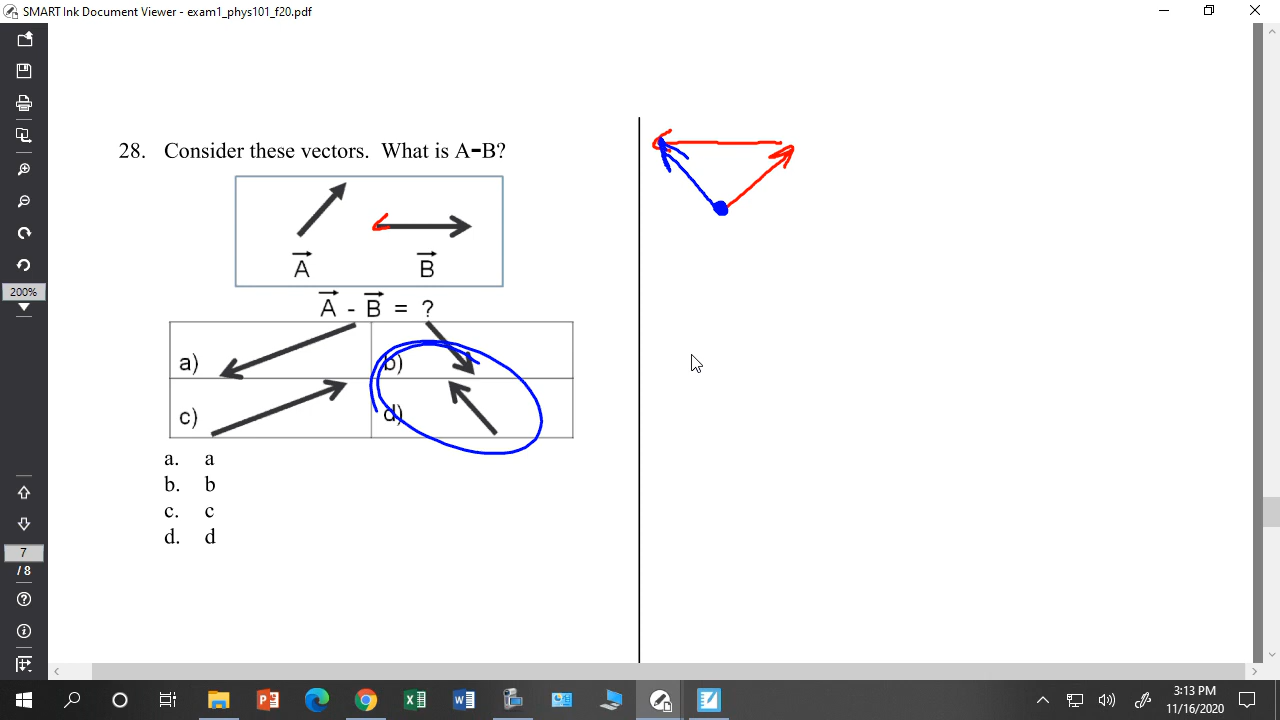 SMART Ink Document Viewer - exam1_phys101_f20.pdf
28. Consider these vectors. What is A-B?
A B
A - B = ?
a) b)
c) d)
a. a
b. b
c. c
d. d
200%
7
/ 8
3:13 PM
11/16/2020